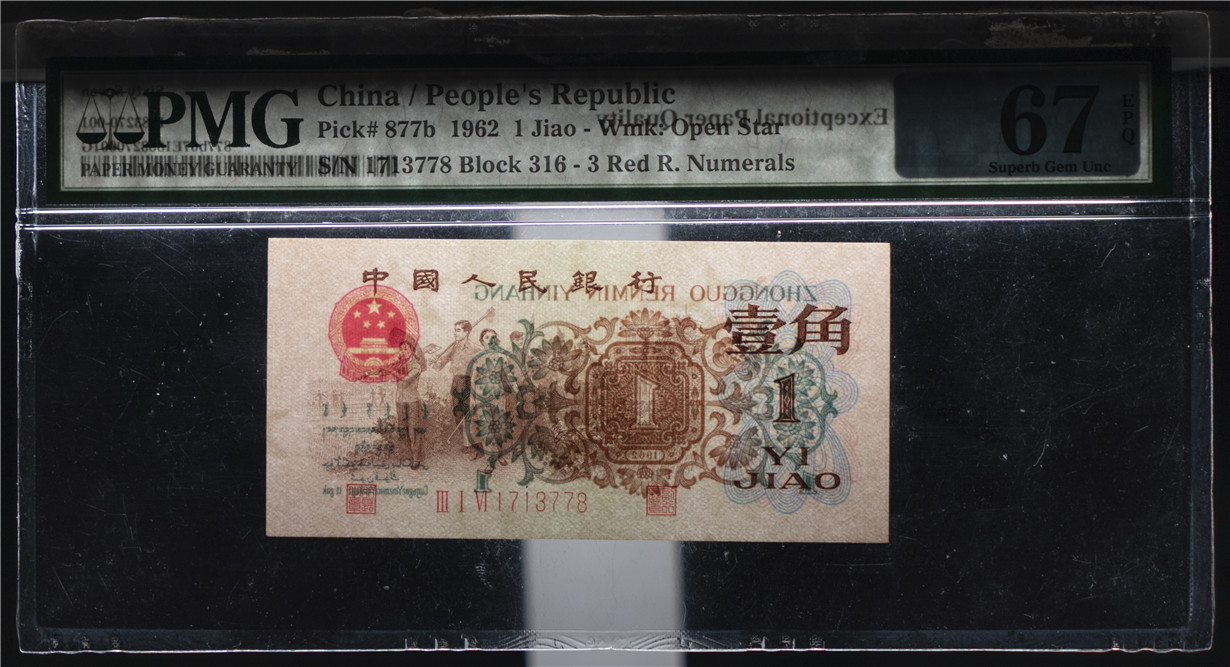 PMG
PAPER MONEY GUARANTY
China / People's Republic
Pick# 877b 1962 1 Jiao - Wmk: Open Star
S/N 1713778 Block 316 - 3 Red R. Numerals
Exceptional Paper Quality
67
EPQ
Superb Gem Unc
中國人民銀行
ZHONGGUO RENMIN YINHANG
壹角
1
1
1962
YI
JIAO
III I VI 1713778